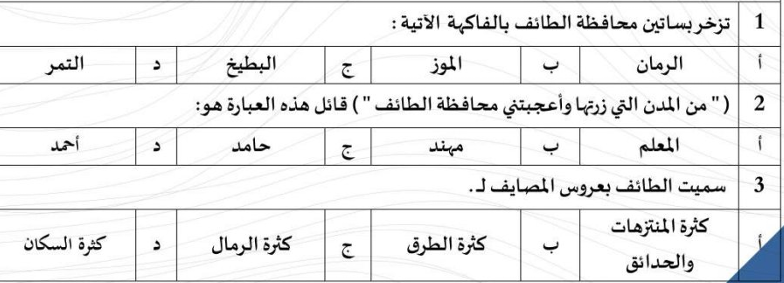 1 تزخر بساتين محافظة الطائف بالفاكهة الآتية :
أ الرمان ب الموز ج البطيخ د التمر
2 ( " من المدن التي زرتها وأعجبتني محافظة الطائف " ) قائل هذه العبارة هو:
أ المعلم ب مهند ج حامد د أحمد
3 سميت الطائف بعروس المصايف لـ .
أ كثرة المنتزهات والحدائق ب كثرة الطرق ج كثرة الرمال د كثرة السكان